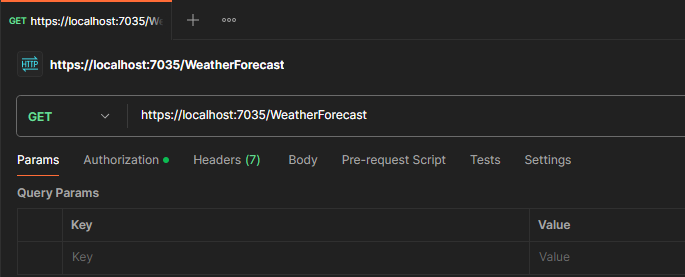 GET https://localhost:7035/We
HTTP https://localhost:7035/WeatherForecast
GET https://localhost:7035/WeatherForecast
Params Authorization Headers (7) Body Pre-request Script Tests Settings
Query Params
Key Value
Key Value